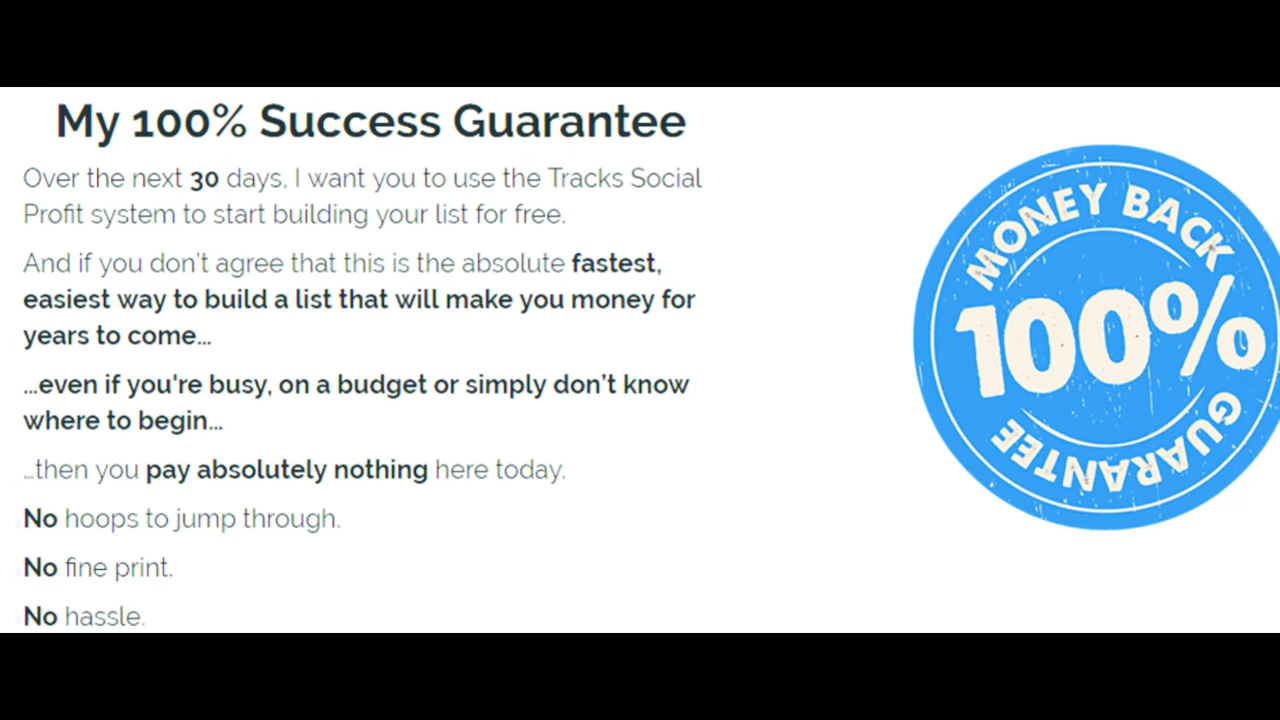 My 100% Success Guarantee
Over the next 30 days, I want you to use the Tracks Social
Profit system to start building your list for free.
And if you don't agree that this is the absolute fastest,
easiest way to build a list that will make you money for
years to come...
...even if you're busy, on a budget or simply don't know
where to begin...
...then you pay absolutely nothing here today.
No hoops to jump through.
No fine print.
No hassle.
MONEY BACK
100%
GUARANTEE